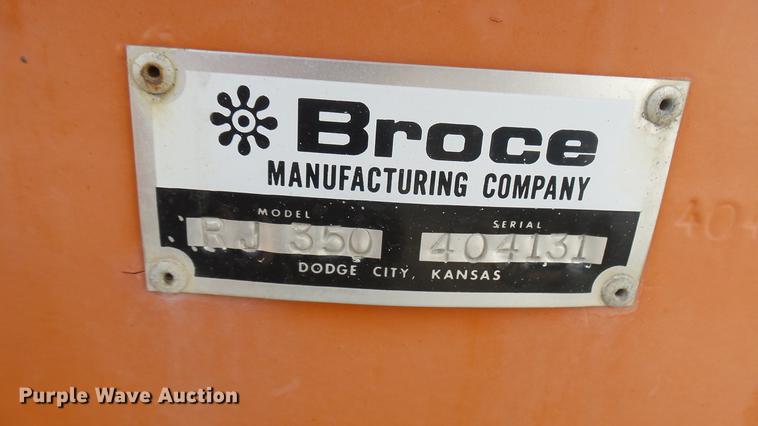 Broce
MANUFACTURING COMPANY
MODEL SERIAL
RJ 350 404131
DODGE CITY, KANSAS
404
Purple Wave Auction